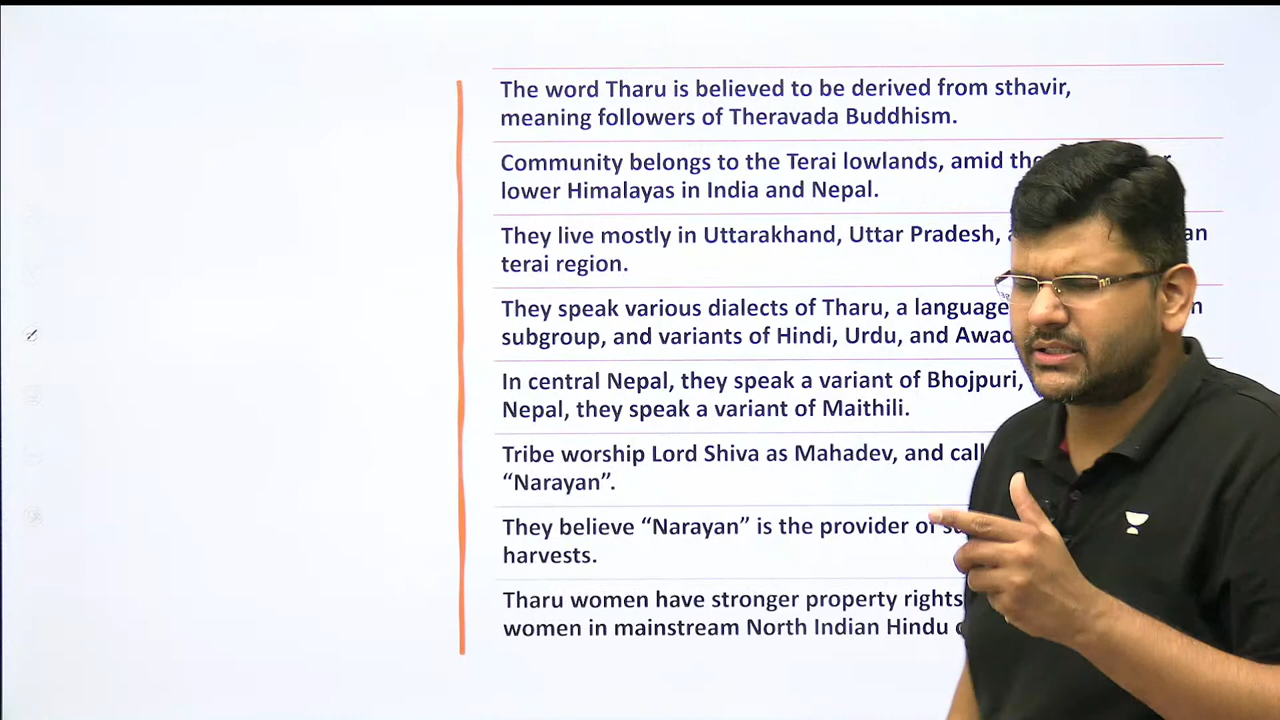 The word Tharu is believed to be derived from sthavir,
meaning followers of Theravada Buddhism.
Community belongs to the Terai lowlands, amid the
lower Himalayas in India and Nepal.
They live mostly in Uttarakhand, Uttar Pradesh,
terai region.
They speak various dialects of Tharu, a language
subgroup, and variants of Hindi, Urdu, and
In central Nepal, they speak a variant of Bhojpuri,
Nepal, they speak a variant of Maithili.
Tribe worship Lord Shiva as Mahadev, and call
“Narayan”.
They believe “Narayan” is the provider of
harvests.
Tharu women have stronger property rights
women in mainstream North Indian Hindu